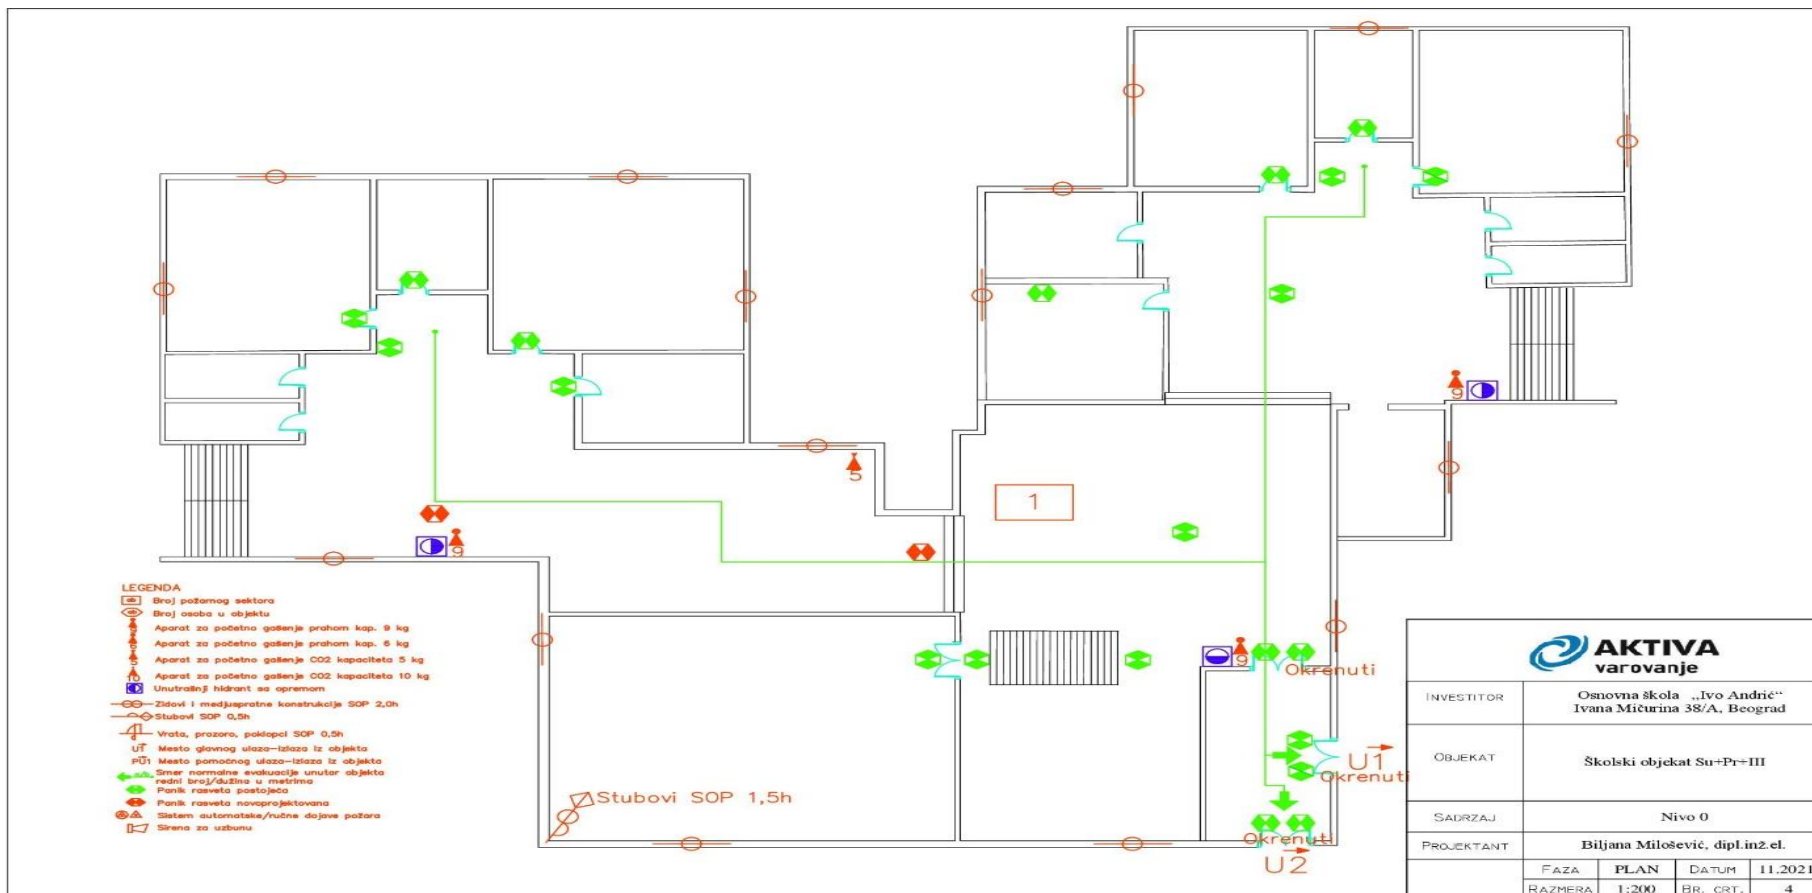 1
9
5
9
9
Okrenuti
U1
Okrenuti
Okrenuti
U2
Stubovi SOP 1,5h
LEGENDA
Broj požarnog sektora
Broj osoba u objektu
9
Aparat za početno gašenje prahom kap. 9 kg
6
Aparat za početno gašenje prahom kap. 6 kg
5
Aparat za početno gašenje CO2 kapaciteta 5 kg
10
Aparat za početno gašenje CO2 kapaciteta 10 kg
Unutrašnji hidrant sa opremom
Zidovi i medjuspratne konstrukcije SOP 2,0h
Stubovi SOP 0,5h
Vrata, prozoro, poklopci SOP 0,5h
U1 Mesto glavnog ulaza-izlaza iz objekta
PU1 Mesto pomoćnog ulaza-izlaza iz objekta
Smer normalne evakuacije unutar objekta
redni broj/dužina u metrima
Panik rasveta postojeća
Panik rasveta novoprojektovana
Sistem automatske/ručne dojave požara
Sirena za uzbunu
AKTIVA
varovanje
INVESTITOR
Osnovna škola „Ivo Andrić“
Ivana Mičurina 38/A, Beograd
OBJEKAT
Školski objekat Su+Pr+III
SADRZAJ
Nivo 0
PROJEKTANT
Biljana Milošević, dipl.inž.el.
FAZA PLAN DATUM 11.2021
RAZMERA 1:200 BR. CRT. 4